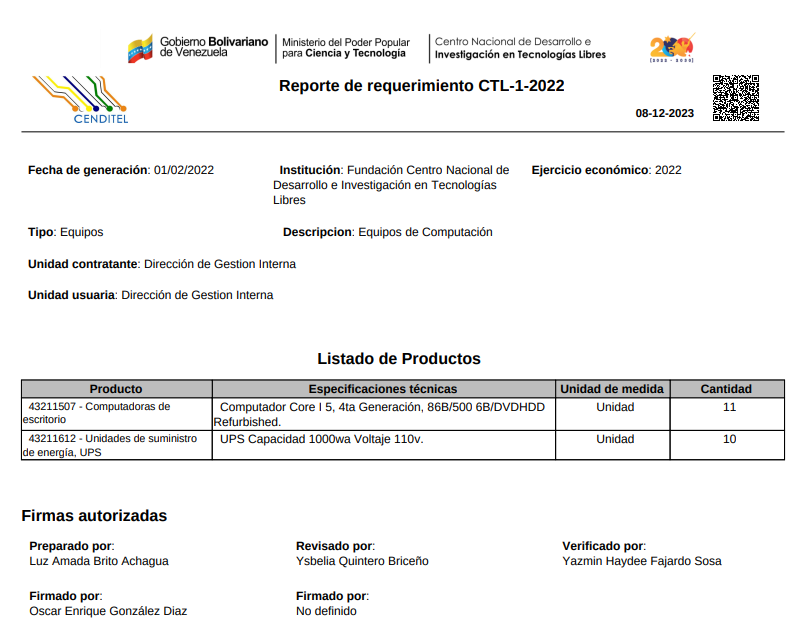 Gobierno Bolivariano
de Venezuela
Ministerio del Poder Popular
para Ciencia y Tecnología
Centro Nacional de Desarrollo e
Investigación en Tecnologías Libres
CENDITEL
Reporte de requerimiento CTL-1-2022
08-12-2023
Fecha de generación: 01/02/2022
Institución: Fundación Centro Nacional de
Desarrollo e Investigación en Tecnologías
Libres
Ejercicio económico: 2022
Tipo: Equipos
Descripcion: Equipos de Computación
Unidad contratante: Dirección de Gestion Interna
Unidad usuaria: Dirección de Gestion Interna
Listado de Productos
Producto Especificaciones técnicas Unidad de medida Cantidad
43211507 - Computadoras de
escritorio
Computador Core I 5, 4ta Generación, 86B/500 6B/DVDHDD
Refurbished.
Unidad
11
43211612 - Unidades de suministro
de energía, UPS
UPS Capacidad 1000wa Voltaje 110v.
Unidad
10
Firmas autorizadas
Preparado por:
Luz Amada Brito Achagua
Revisado por:
Ysbelia Quintero Briceño
Verificado por:
Yazmin Haydee Fajardo Sosa
Firmado por:
Oscar Enrique González Diaz
Firmado por:
No definido